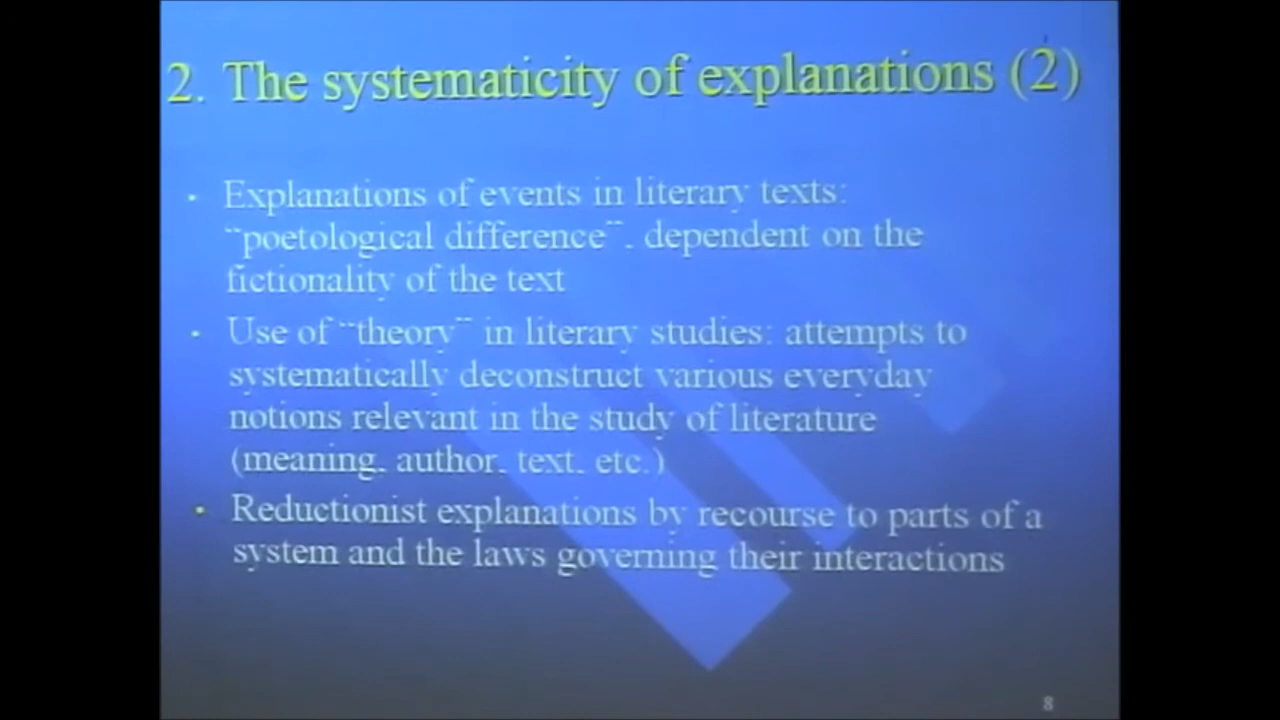 2. The systematicity of explanations (2)
• Explanations of events in literary texts:
“poetological difference”, dependent on the
fictionality of the text
• Use of “theory” in literary studies: attempts to
systematically deconstruct various everyday
notions relevant in the study of literature
(meaning, author, text, etc.)
• Reductionist explanations by recourse to parts of a
system and the laws governing their interactions
8